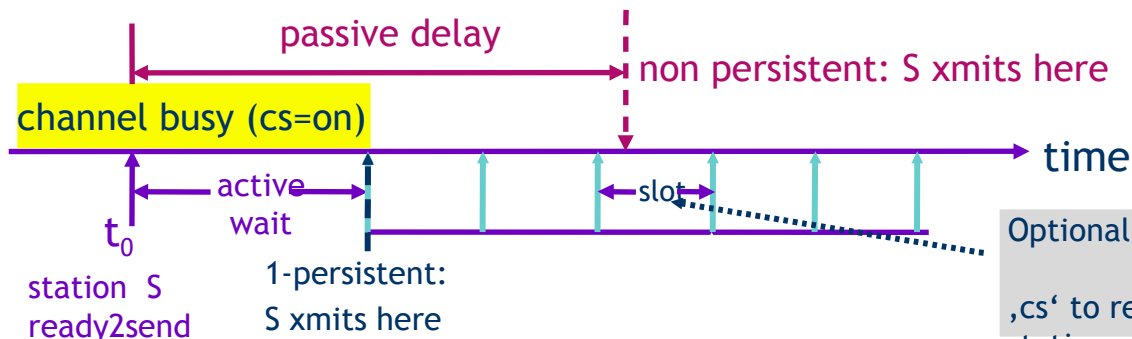 passive delay
non persistent: S xmits here
channel busy (cs=on)
time
active
wait
slot
t₀
Optional
1-persistent:
S xmits here
station S
ready2send
‚cs‘ to re